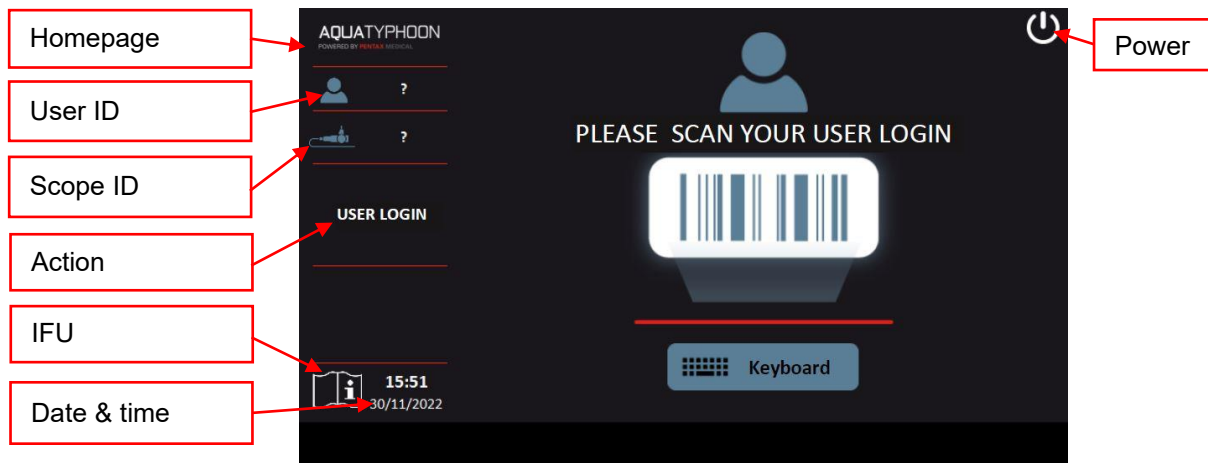 Homepage
User ID
Scope ID
Action
IFU
Date & time
AQUATYPHOON
POWERED BY PENTAX MEDICAL
?
?
USER LOGIN
i
15:51
30/11/2022
PLEASE SCAN YOUR USER LOGIN
Keyboard
Power